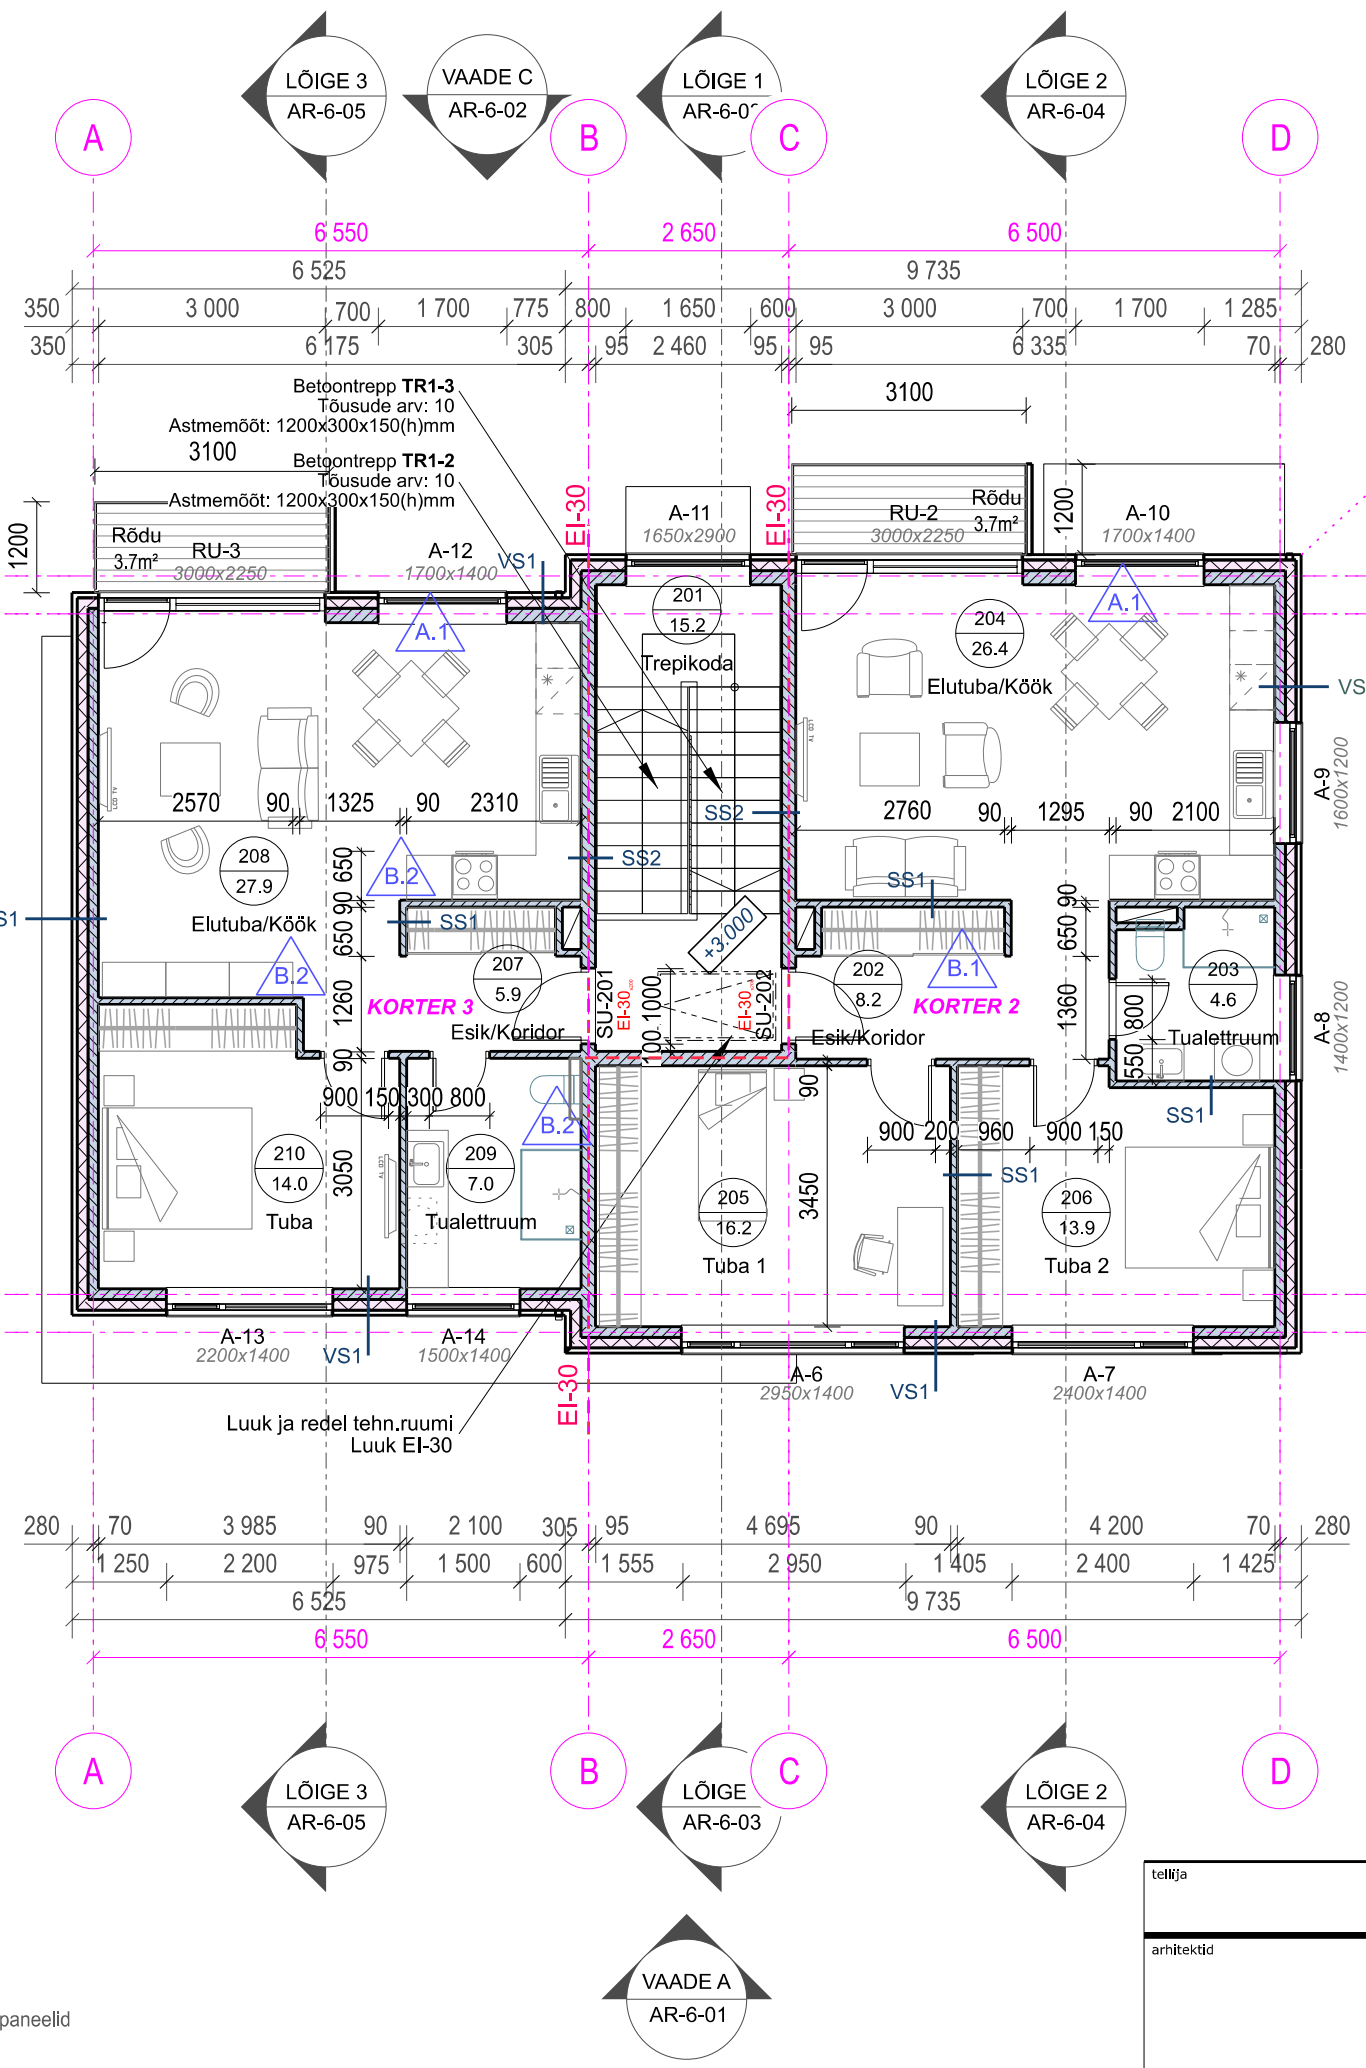 LÕIGE 3
AR-6-05
VAADE C
AR-6-02
LÕIGE 1
LÕIGE 2
AR-6-04
A
B
C
D
6 550
2 650
6 500
6 525
9 735
350
3 000
700
1 700
775
800
1 650
600
3 000
700
1 700
1 285
350
6 175
305
95
2 460
95
95
6 335
70
280
Betoontrepp TR1-3
Tõusude arv: 10
Astmemõõt: 1200x300x150(h)mm
3100
3100
Betoontrepp TR1-2
Tõusude arv: 10
Astmemõõt: 1200x300x150(h)mm
1200
Rõdu
3.7m²
RU-3
3000x2250
A-12
1700x1400
VS1
EI-30
A-11
1650x2900
EI-30
RU-2
3000x2250
Rõdu
3.7m²
1200
A-10
1700x1400
A.1
201
15.2
Trepikoda
204
26.4
Elutuba/Köök
A.1
VS
LCD TV
LCD TV
A-9
1600x1200
2570
90
1325
90
2310
SS2
2760
90
1295
90
2100
208
27.9
Elutuba/Köök
650
90
650
B.2
SS2
SS1
SS1
90
650
S1
SS1
+3.000
B.2
207
5.9
KORTER 3
Esik/Koridor
1260
90
SU-201
EI-30
1000
EI-30
SU-202
202
8.2
Esik/Koridor
B.1
KORTER 2
1360
800
550
203
4.6
Tualettruum
A-8
1400x1200
SS1
900
150
300
800
B.2
90
900
200
960
900
150
210
14.0
Tuba
3050
LCD TV
209
7.0
Tualettruum
205
16.2
Tuba 1
3450
SS1
206
13.9
Tuba 2
A-13
2200x1400
VS1
A-14
1500x1400
EI-30
A-6
2950x1400
VS1
A-7
2400x1400
Luuk ja redel tehn.ruumi
Luuk EI-30
280
70
3 985
90
2 100
305
95
4 695
90
4 200
70
280
1 250
2 200
975
1 500
600
1 555
2 950
1 405
2 400
1 425
6 525
9 735
6 550
2 650
6 500
A
B
C
D
LÕIGE 3
AR-6-05
LÕIGE
AR-6-03
LÕIGE 2
AR-6-04
tellija
arhitektid
VAADE A
AR-6-01
paneelid